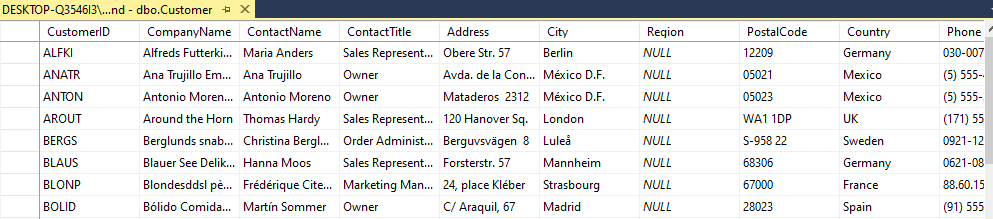 DESKTOP-Q3546I3\...nd - dbo.Customer
CustomerID CompanyName ContactName ContactTitle Address City Region PostalCode Country Phone
ALFKI Alfreds Futterki... Maria Anders Sales Represent... Obere Str. 57 Berlin NULL 12209 Germany 030-007
ANATR Ana Trujillo Em... Ana Trujillo Owner Avda. de la Con... México D.F. NULL 05021 Mexico (5) 555-
ANTON Antonio Moren... Antonio Moreno Owner Mataderos 2312 México D.F. NULL 05023 Mexico (5) 555-
AROUT Around the Horn Thomas Hardy Sales Represent... 120 Hanover Sq. London NULL WA1 1DP UK (171) 55
BERGS Berglunds snab... Christina Bergl... Order Administ... Berguvsvägen 8 Luleå NULL S-958 22 Sweden 0921-12
BLAUS Blauer See Delik... Hanna Moos Sales Represent... Forsterstr. 57 Mannheim NULL 68306 Germany 0621-08
BLONP Blondesddsl pè... Frédérique Cite... Marketing Man... 24, place Kléber Strasbourg NULL 67000 France 88.60.15
BOLID Bólido Comida... Martín Sommer Owner C/ Araquil, 67 Madrid NULL 28023 Spain (91) 555